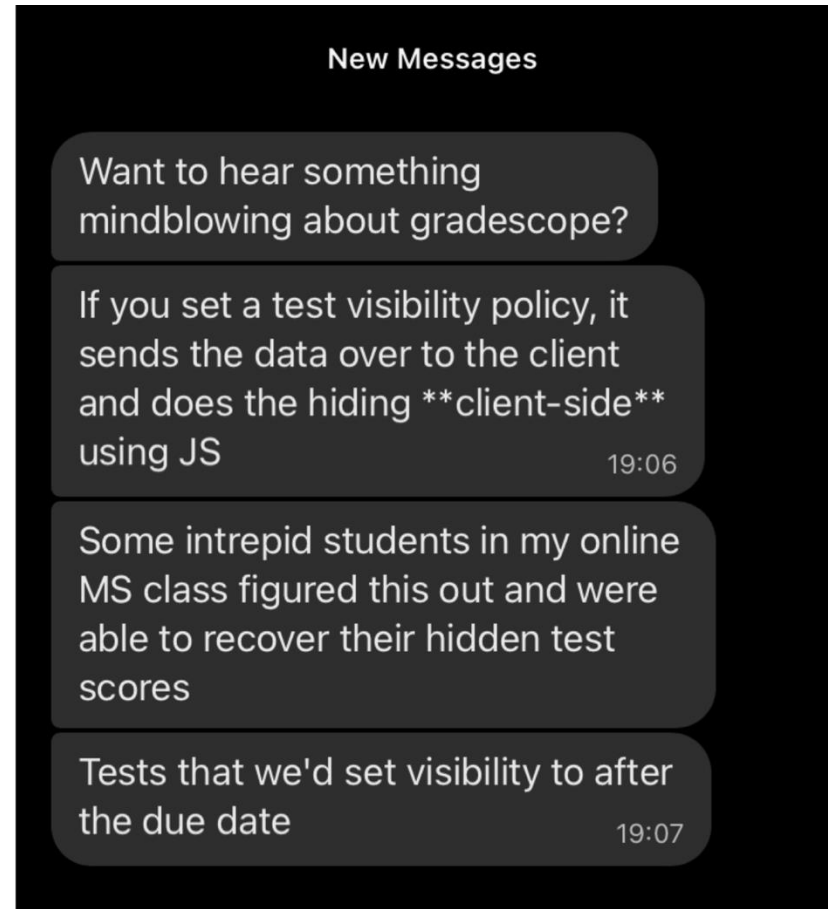 New Messages
Want to hear something
mindblowing about gradescope?
If you set a test visibility policy, it
sends the data over to the client
and does the hiding **client-side**
using JS
19:06
Some intrepid students in my online
MS class figured this out and were
able to recover their hidden test
scores
Tests that we'd set visibility to after
the due date
19:07